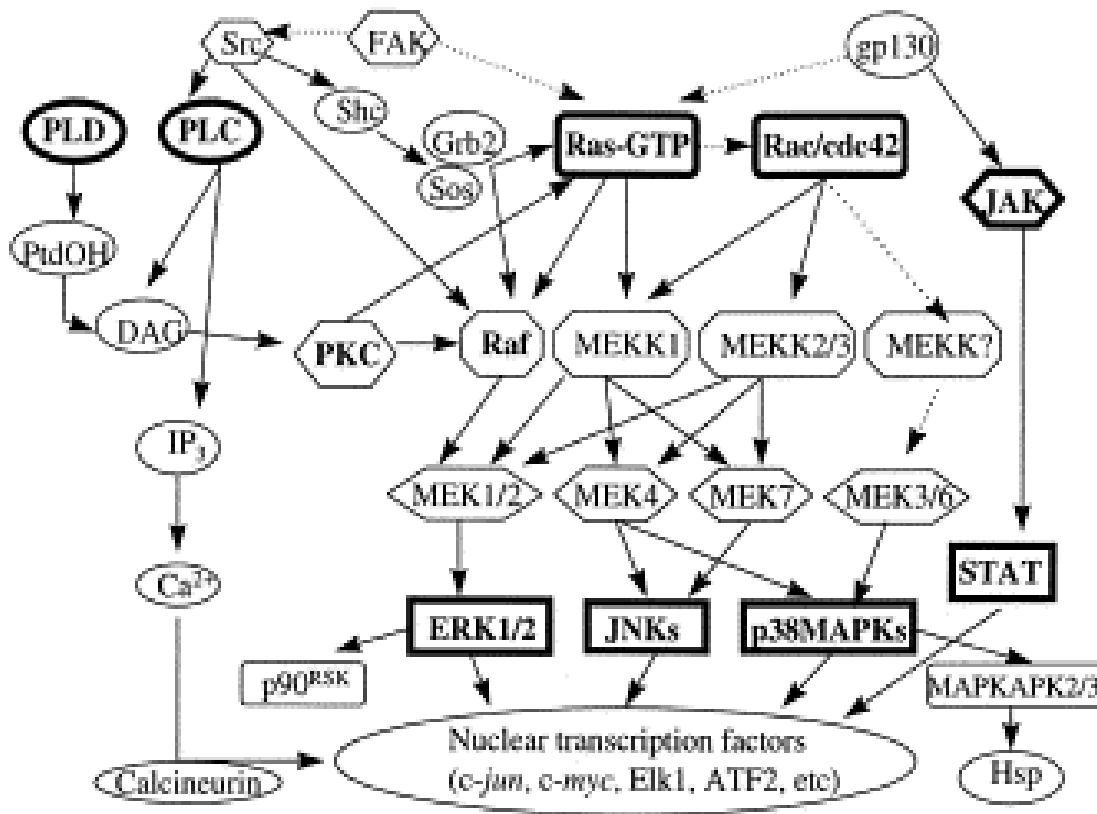 Src
FAK
gp130
PLD
PLC
Shc
Grb2
Sos
Ras-GTP
Rac/cdc42
JAK
PtdOH
DAG
PKC
Raf
MEKK1
MEKK2/3
MEKK?
IP₃
MEK1/2
MEK4
MEK7
MEK3/6
Ca²⁺
STAT
ERK1/2
JNKs
p38MAPKs
p90ᴿˢᴷ
MAPKAPK2/3
Nuclear transcription factors
(c-jun, c-myc, Elk1, ATF2, etc)
Calcineurin
Hsp